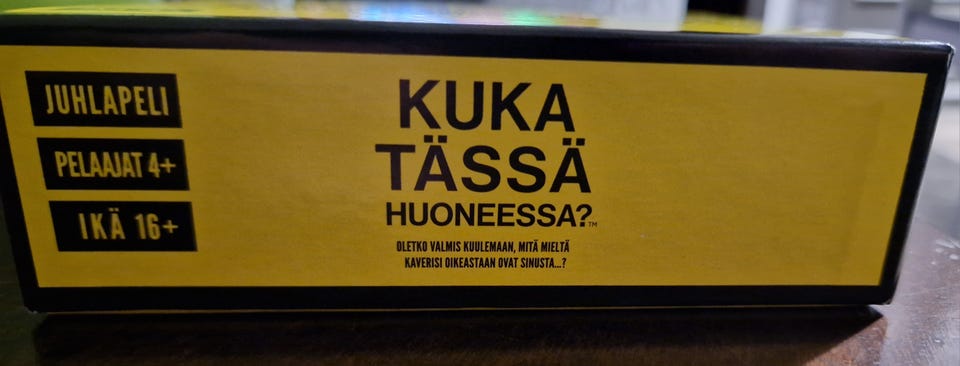 JUHLAPELI
PELAAJAT 4+
IKÄ 16+
KUKA
TÄSSÄ
HUONEESSA?™
OLETKO VALMIS KUULEMAAN, MITÄ MIELTÄ
KAVERISI OIKEASTAAN OVAT SINUSTA...?